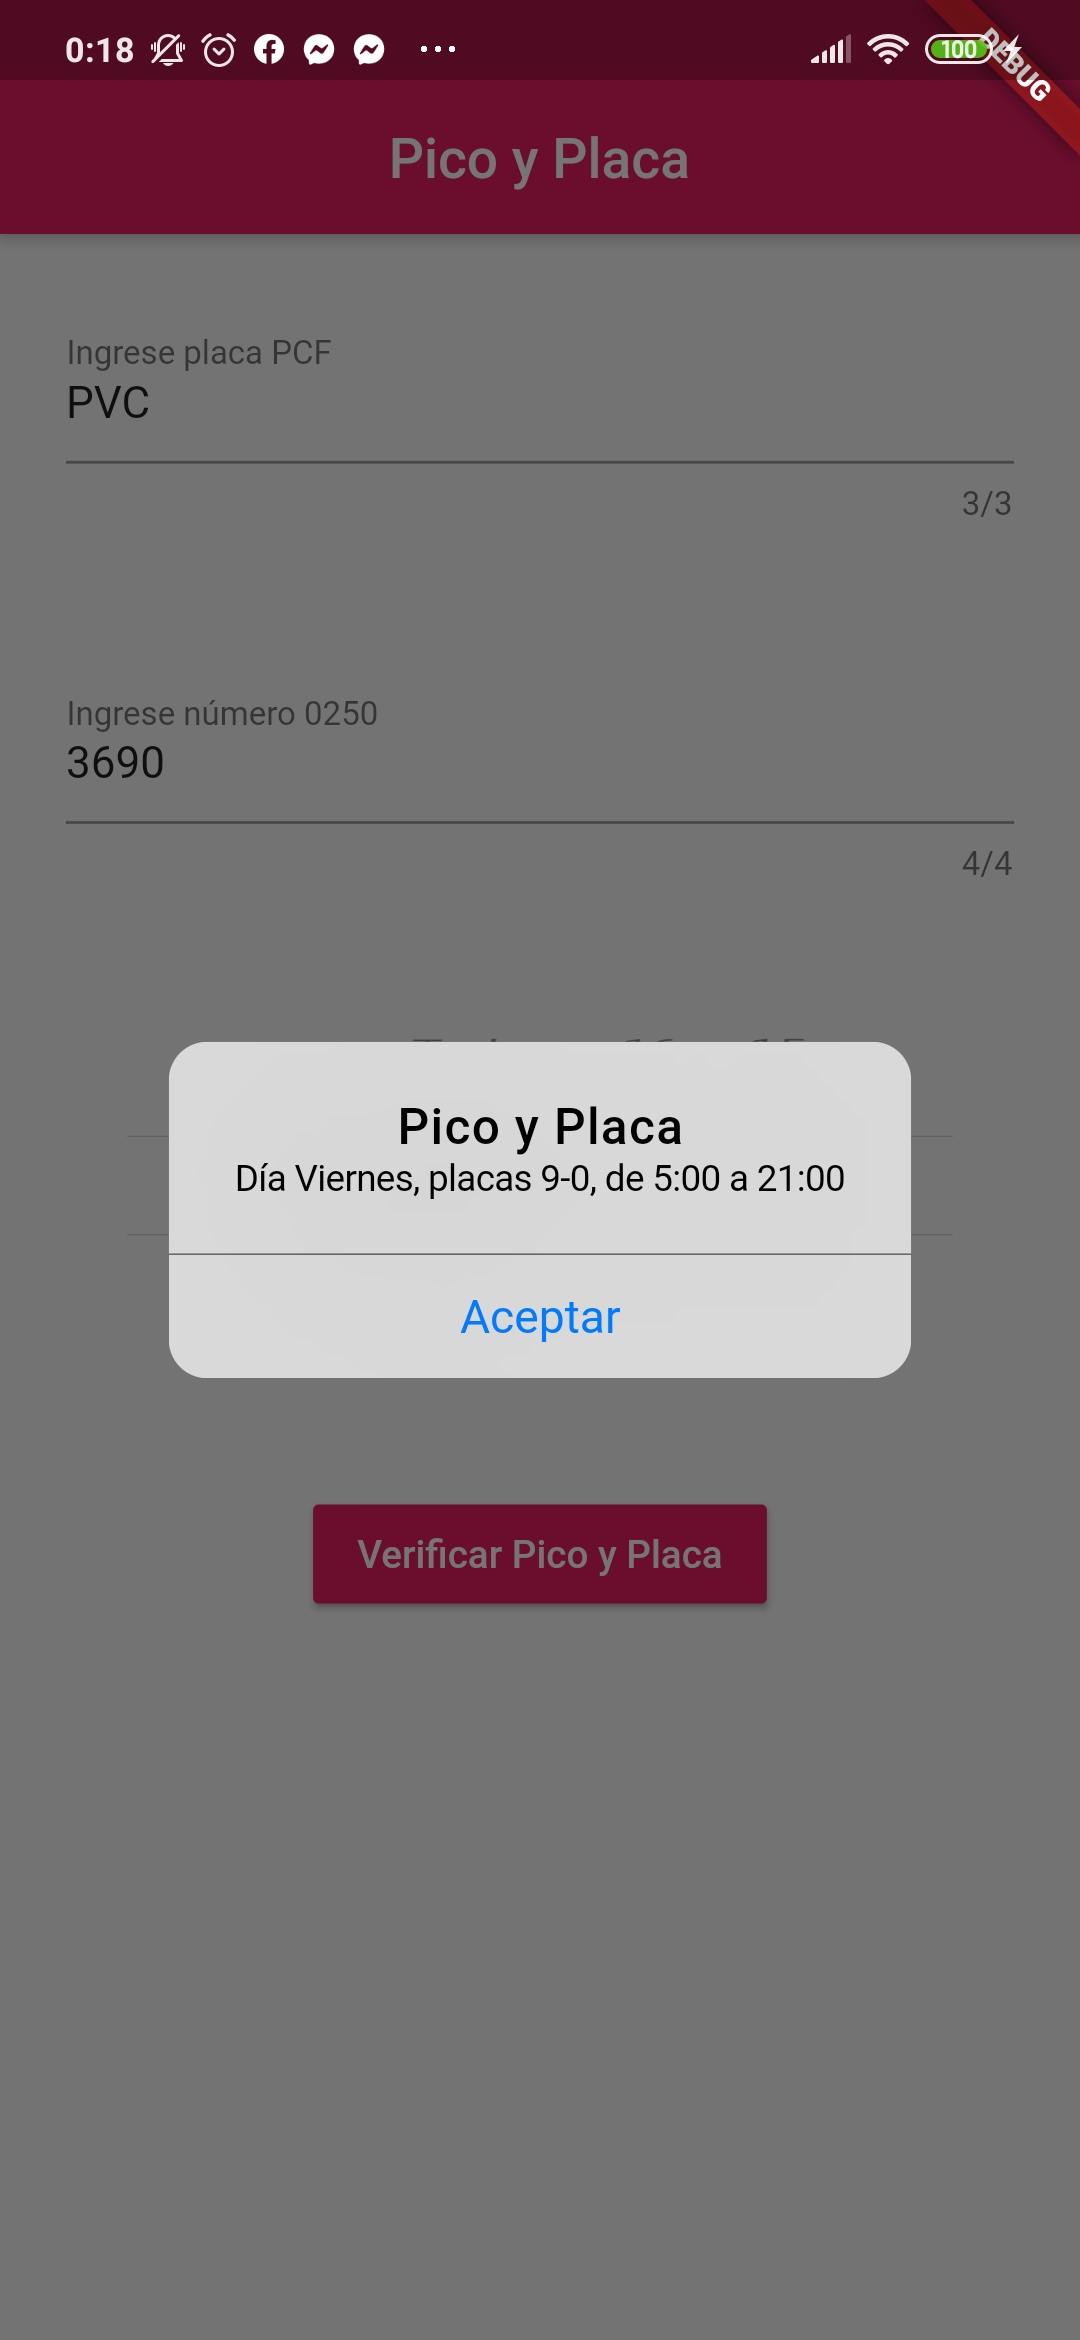 0:18
100
DEBUG
Pico y Placa
Ingrese placa PCF
PVC
3/3
Ingrese número 0250
3690
4/4
Pico y Placa
Día Viernes, placas 9-0, de 5:00 a 21:00
Aceptar
Verificar Pico y Placa